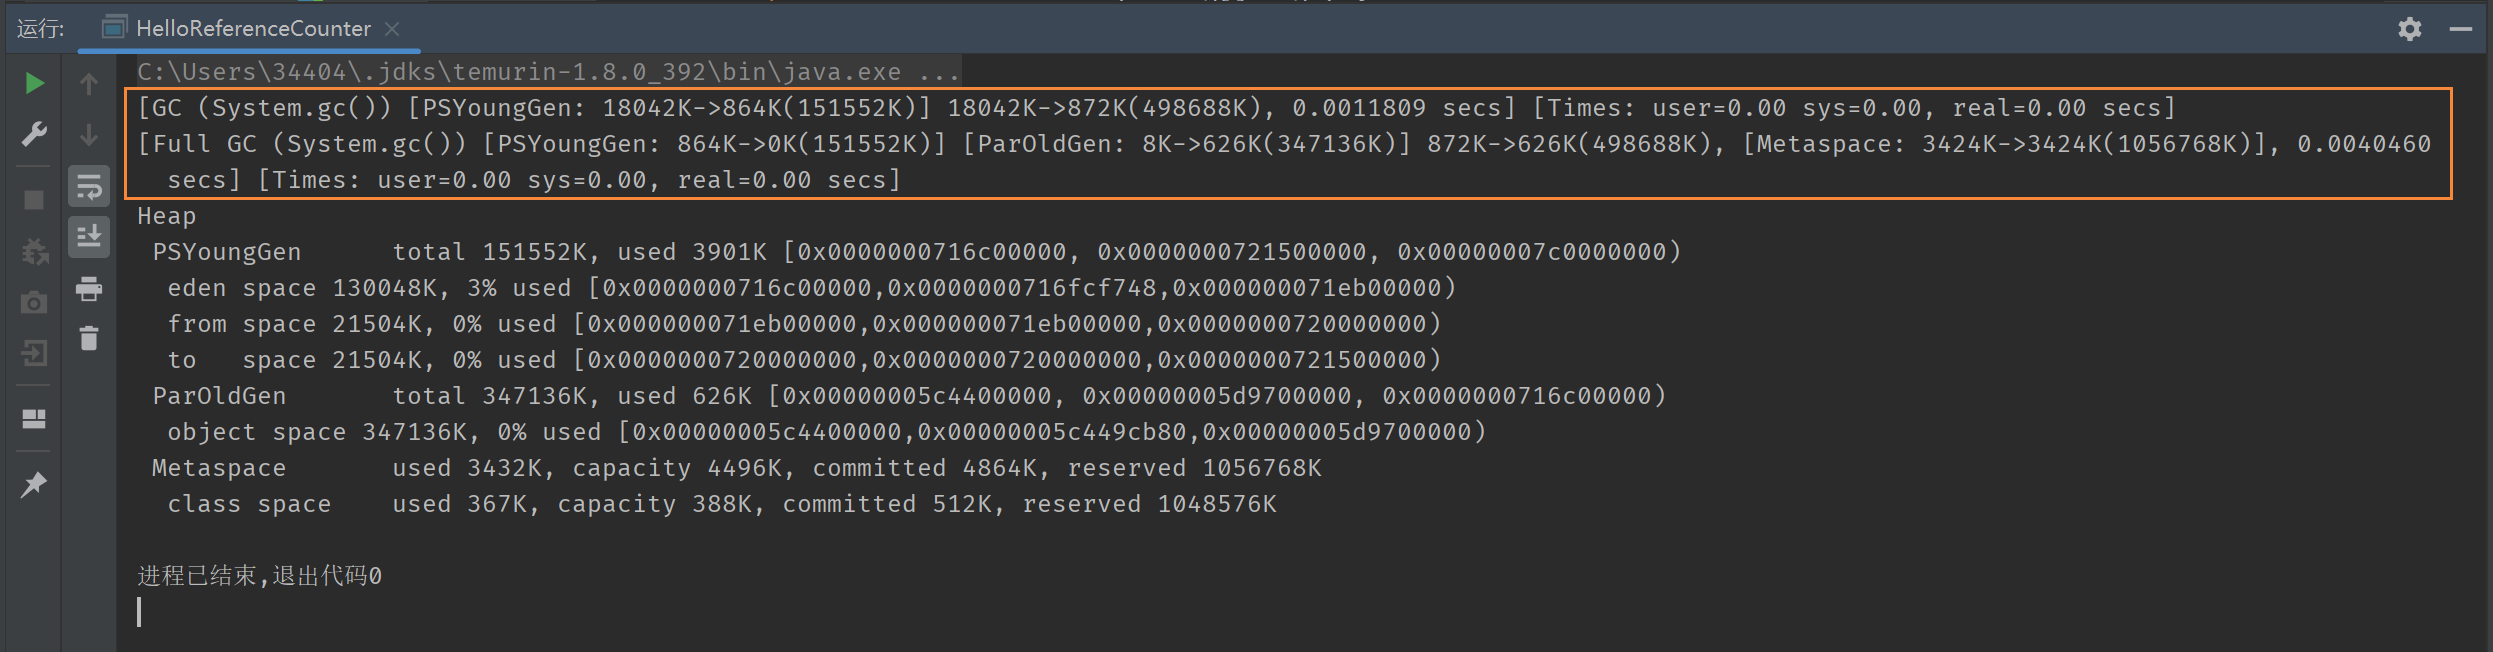 运行: HelloReferenceCounter
C:\Users\34404\.jdks\temurin-1.8.0_392\bin\java.exe ...
[GC (System.gc()) [PSYoungGen: 18042K->864K(151552K)] 18042K->872K(498688K), 0.0011809 secs] [Times: user=0.00 sys=0.00, real=0.00 secs]
[Full GC (System.gc()) [PSYoungGen: 864K->0K(151552K)] [ParOldGen: 8K->626K(347136K)] 872K->626K(498688K), [Metaspace: 3424K->3424K(1056768K)], 0.0040460
secs] [Times: user=0.00 sys=0.00, real=0.00 secs]
Heap
PSYoungGen total 151552K, used 3901K [0x0000000716c00000, 0x0000000721500000, 0x00000007c0000000)
eden space 130048K, 3% used [0x0000000716c00000,0x0000000716fcf748,0x000000071eb00000)
from space 21504K, 0% used [0x000000071eb00000,0x000000071eb00000,0x0000000720000000)
to space 21504K, 0% used [0x0000000720000000,0x0000000720000000,0x0000000721500000)
ParOldGen total 347136K, used 626K [0x00000005c4400000, 0x00000005d9700000, 0x0000000716c00000)
object space 347136K, 0% used [0x00000005c4400000,0x00000005c449cb80,0x00000005d9700000)
Metaspace used 3432K, capacity 4496K, committed 4864K, reserved 1056768K
class space used 367K, capacity 388K, committed 512K, reserved 1048576K
进程已结束,退出代码0